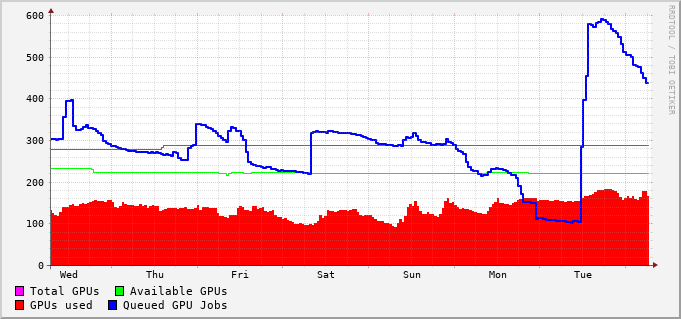 600
500
400
300
200
100
0
Wed Thu Fri Sat Sun Mon Tue
Total GPUs Available GPUs
GPUs used Queued GPU Jobs
RRDTOOL / TOBI OETIKER